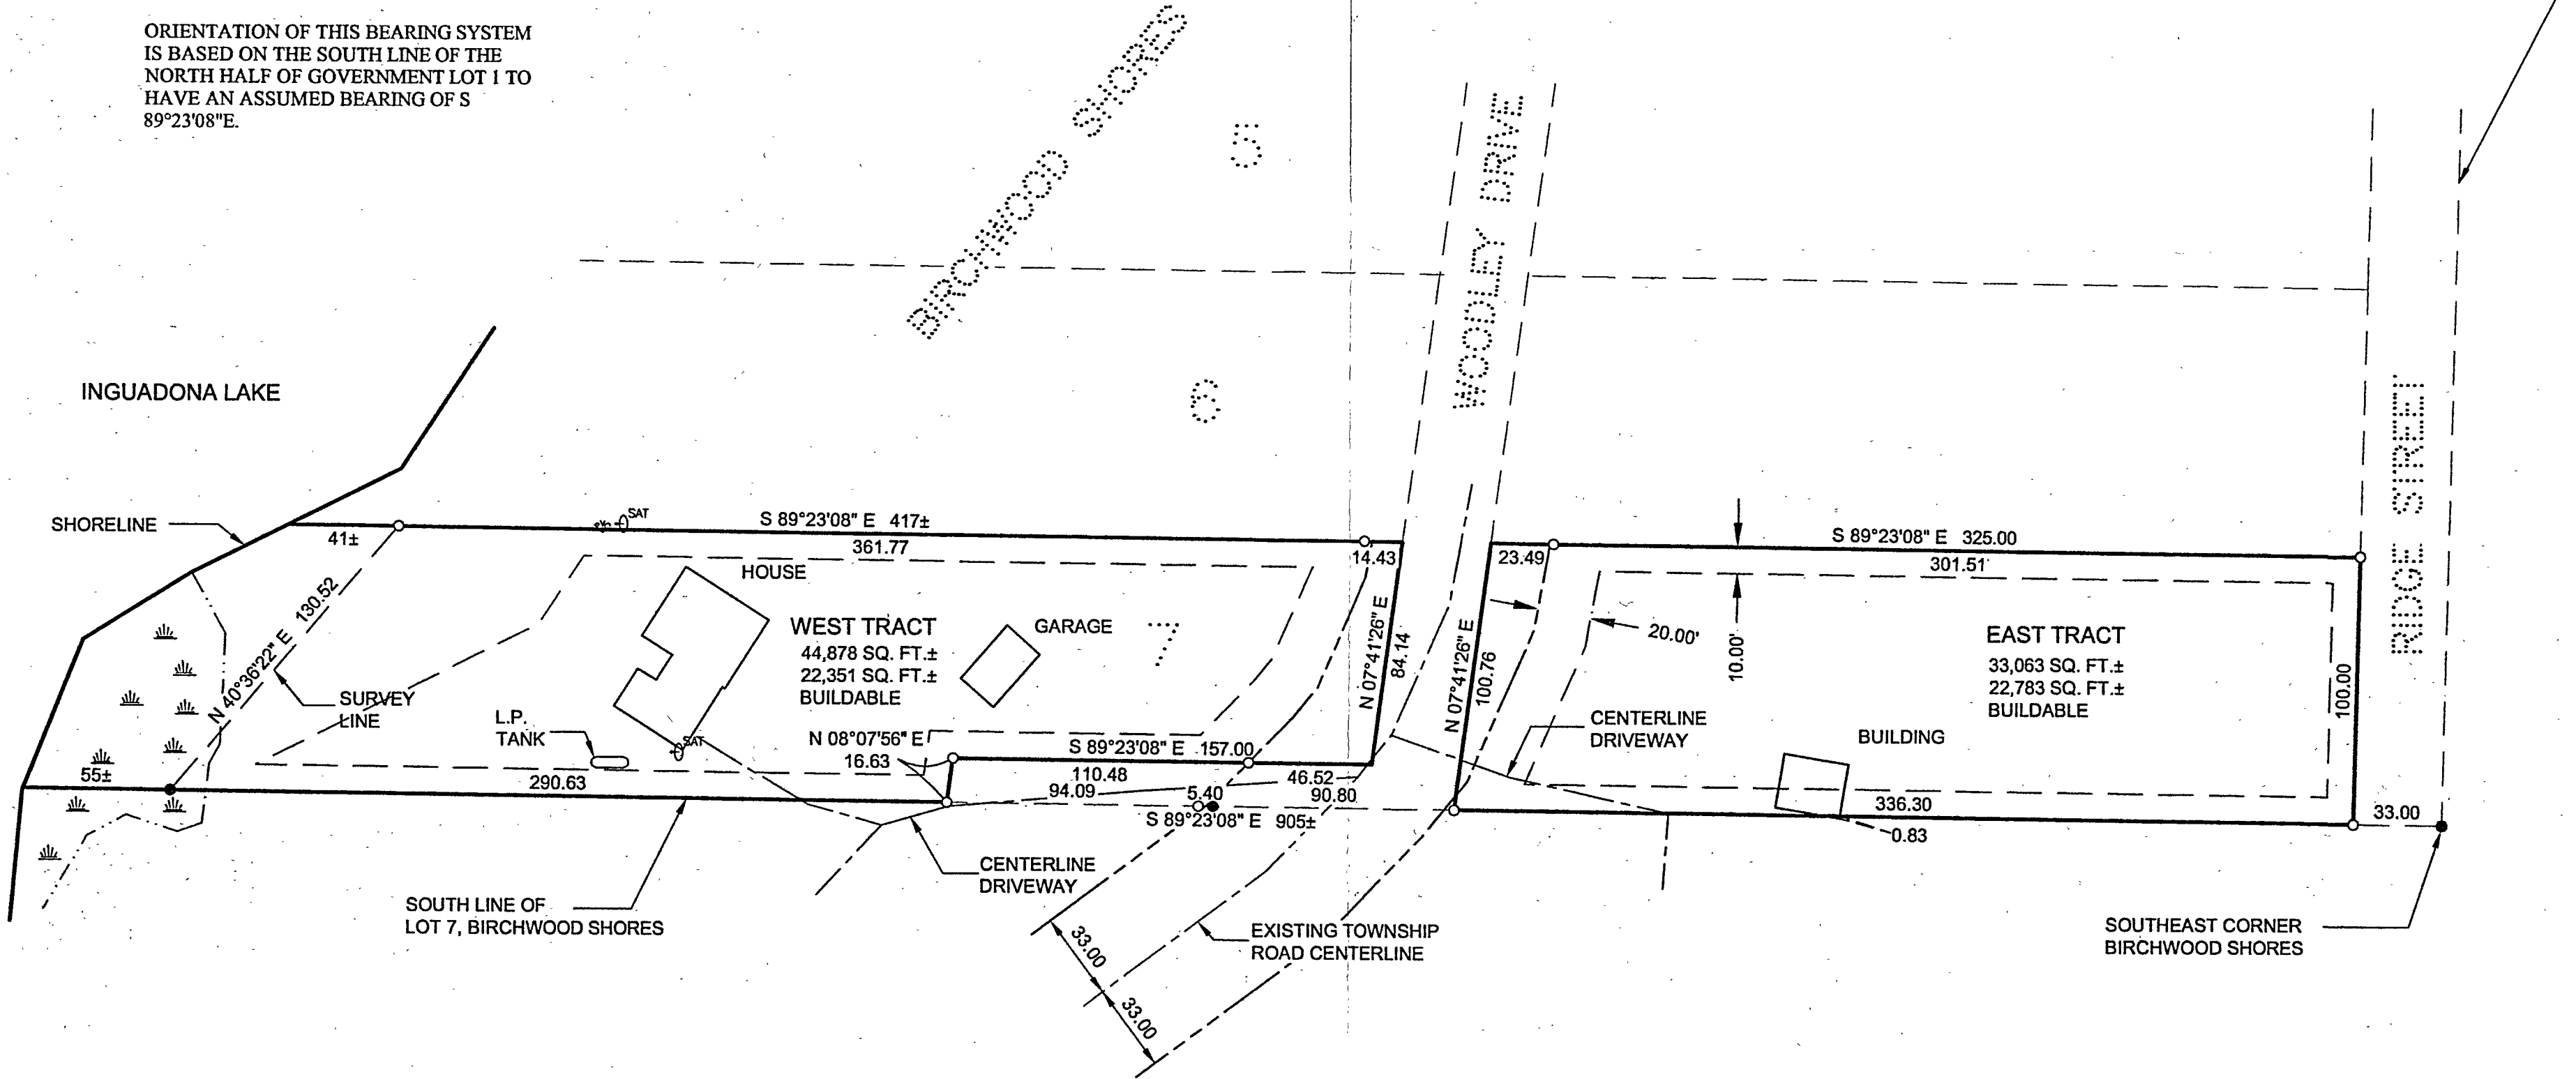 ORIENTATION OF THIS BEARING SYSTEM
IS BASED ON THE SOUTH LINE OF THE
NORTH HALF OF GOVERNMENT LOT 1 TO
HAVE AN ASSUMED BEARING OF S
89°23'08"E.
BIRCHWOOD SHORES
5
6
7
WOODLEY DRIVE
RIDGE STREET
INGUADONA LAKE
SHORELINE
41±
SAT
S 89°23'08" E 417±
361.77
14.43
23.49
S 89°23'08" E 325.00
301.51
HOUSE
N 40°36'22" E 130.52
SURVEY
LINE
WEST TRACT
44,878 SQ. FT.±
22,351 SQ. FT.±
BUILDABLE
GARAGE
N 07°41'26" E
84.14
N 07°41'26" E
100.76
20.00'
10.00'
EAST TRACT
33,063 SQ. FT.±
22,783 SQ. FT.±
BUILDABLE
100.00
L.P.
TANK
SAT
N 08°07'56" E
16.63
S 89°23'08" E 157.00
110.48
46.52
CENTERLINE
DRIVEWAY
BUILDING
55±
290.63
94.09
5.40
90.80
S 89°23'08" E 905±
336.30
0.83
33.00
CENTERLINE
DRIVEWAY
SOUTH LINE OF
LOT 7, BIRCHWOOD SHORES
33.00
33.00
EXISTING TOWNSHIP
ROAD CENTERLINE
SOUTHEAST CORNER
BIRCHWOOD SHORES